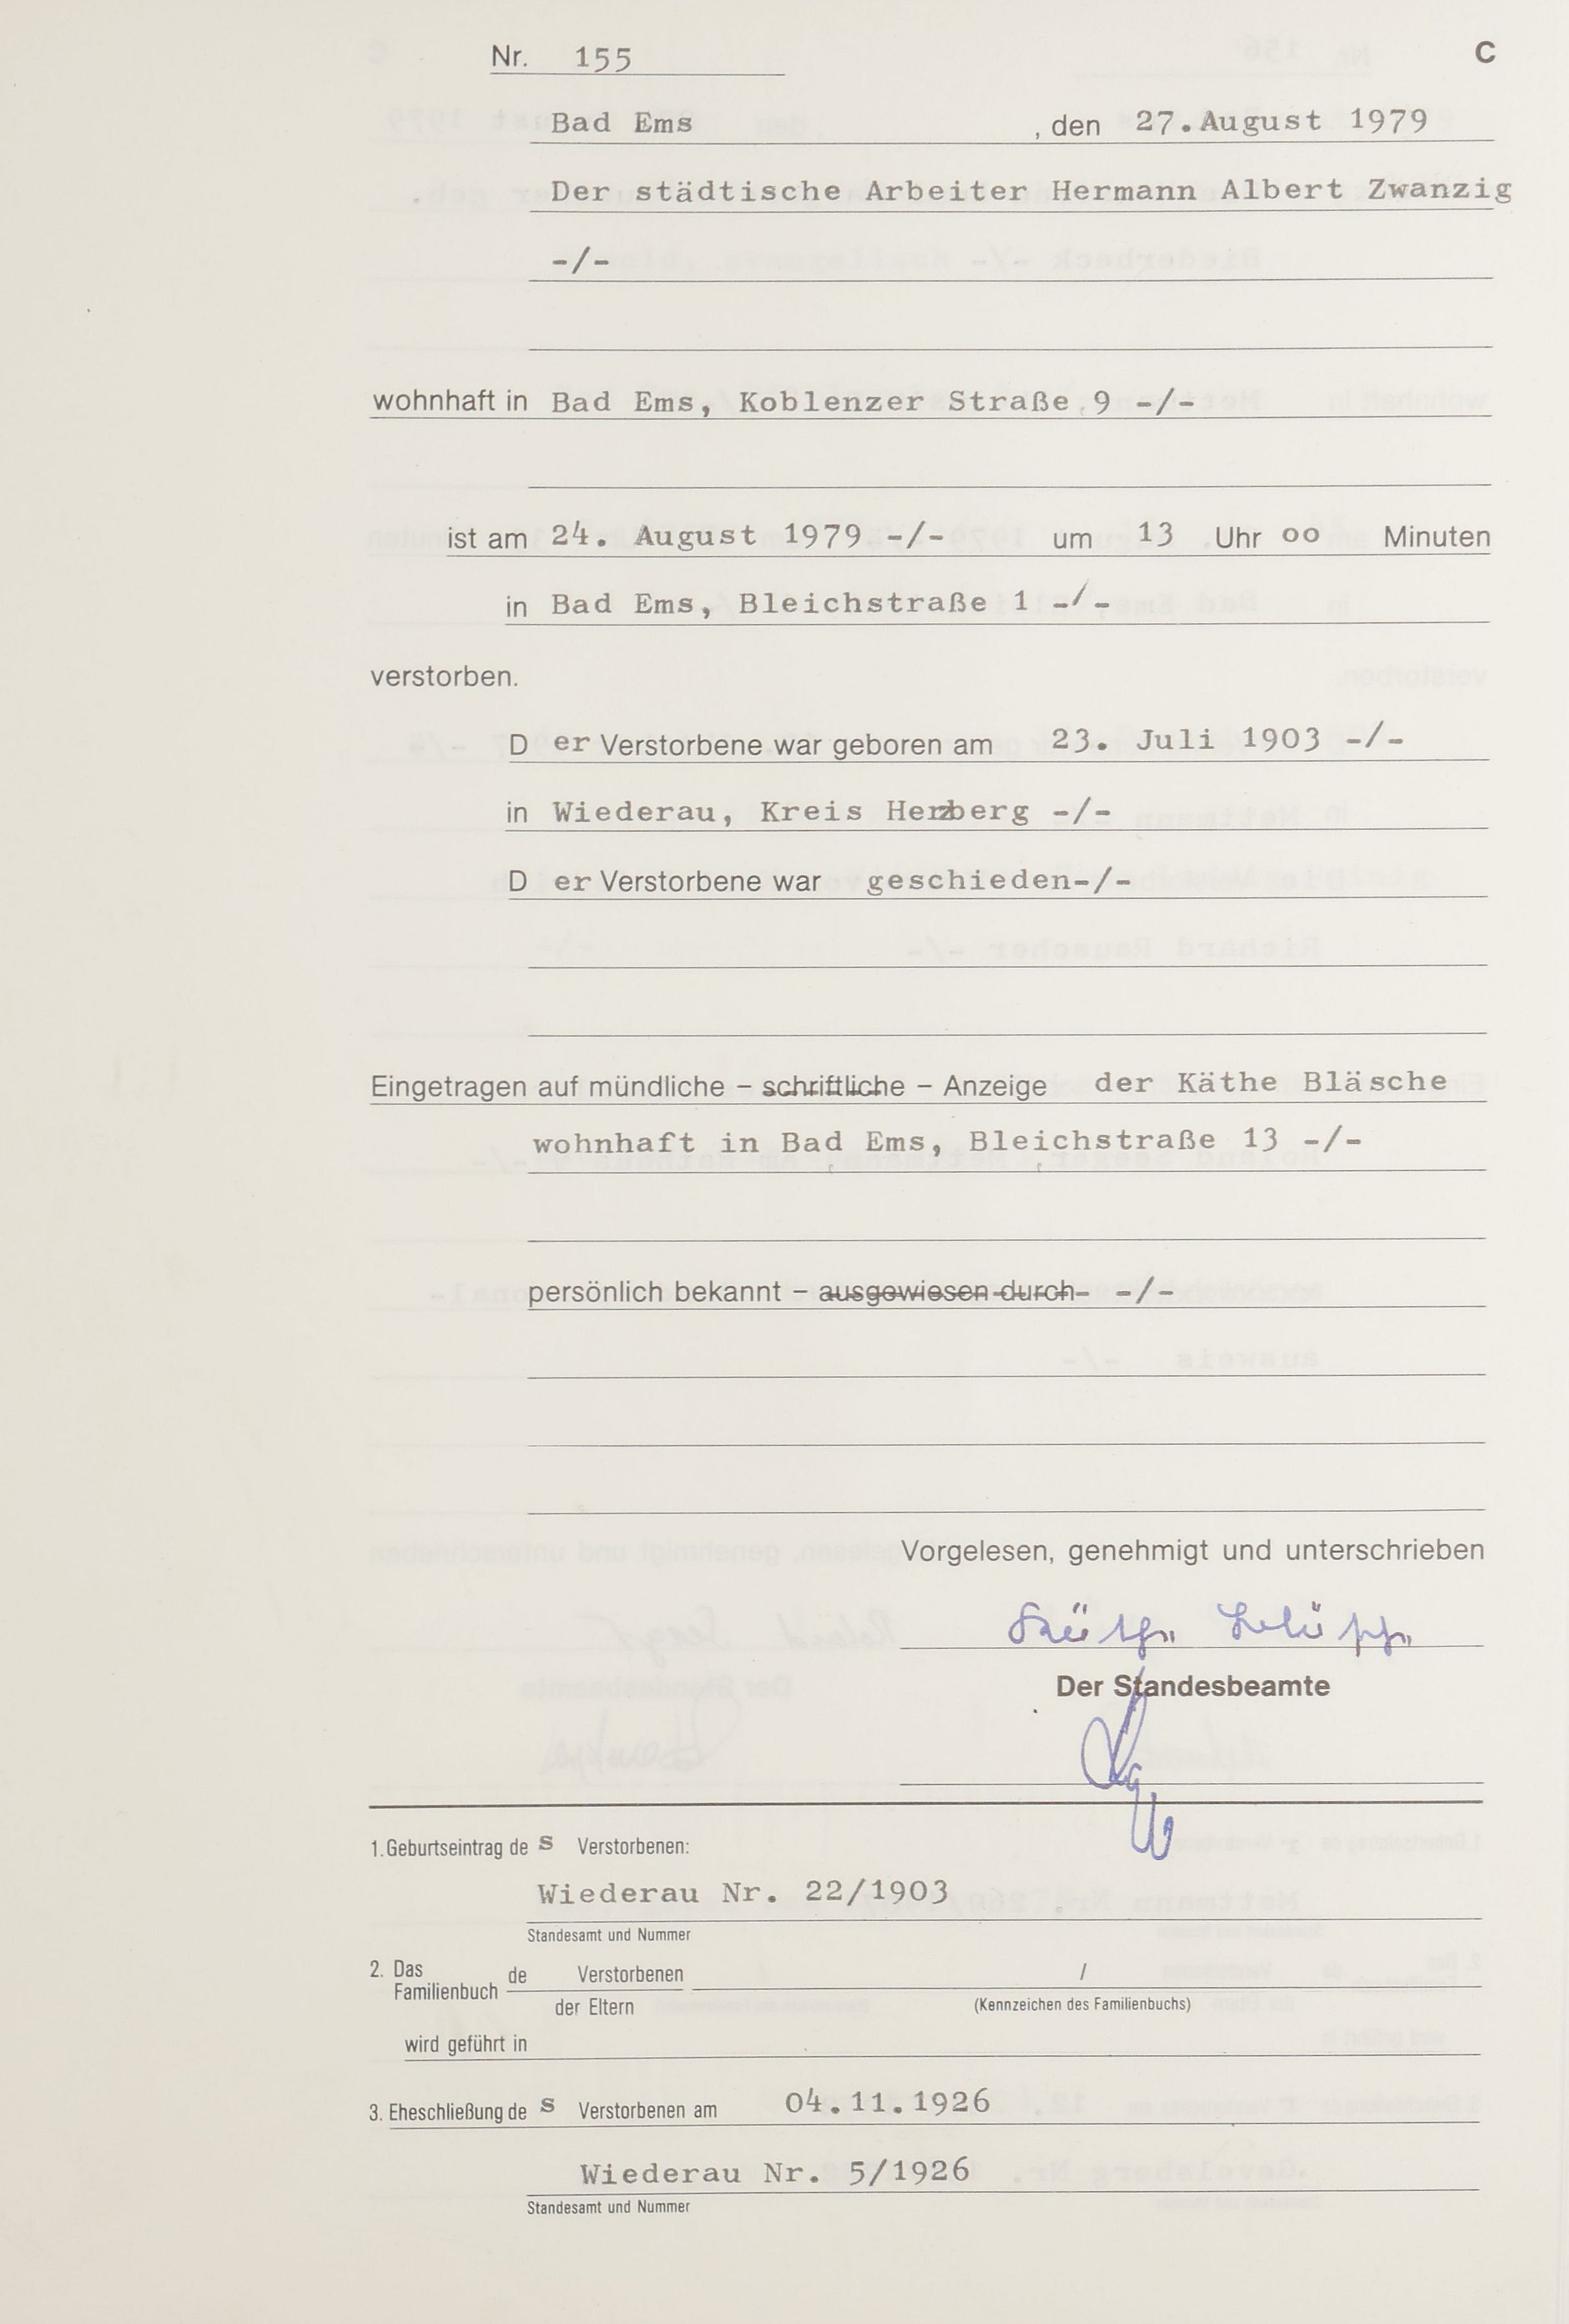 Nr. 155 C
Bad Ems , den 27.August 1979
Der städtische Arbeiter Hermann Albert Zwanzig
-/-
wohnhaft in Bad Ems, Koblenzer Straße 9 -/-
ist am 24. August 1979 -/- um 13 Uhr oo Minuten
in Bad Ems, Bleichstraße 1 -/-
verstorben.
D er Verstorbene war geboren am 23. Juli 1903 -/-
in Wiederau, Kreis Herzberg -/-
D er Verstorbene war geschieden-/-
Eingetragen auf mündliche – schriftliche – Anzeige der Käthe Bläsche
wohnhaft in Bad Ems, Bleichstraße 13 -/-
persönlich bekannt – ausgewiesen durch- -/-
Vorgelesen, genehmigt und unterschrieben
Der Standesbeamte
1. Geburtseintrag de s Verstorbenen:
Wiederau Nr. 22/1903
Standesamt und Nummer
2. Das Familienbuch de Verstorbenen /
der Eltern (Kennzeichen des Familienbuchs)
wird geführt in
3. Eheschließung de s Verstorbenen am 04.11.1926
Wiederau Nr. 5/1926
Standesamt und Nummer